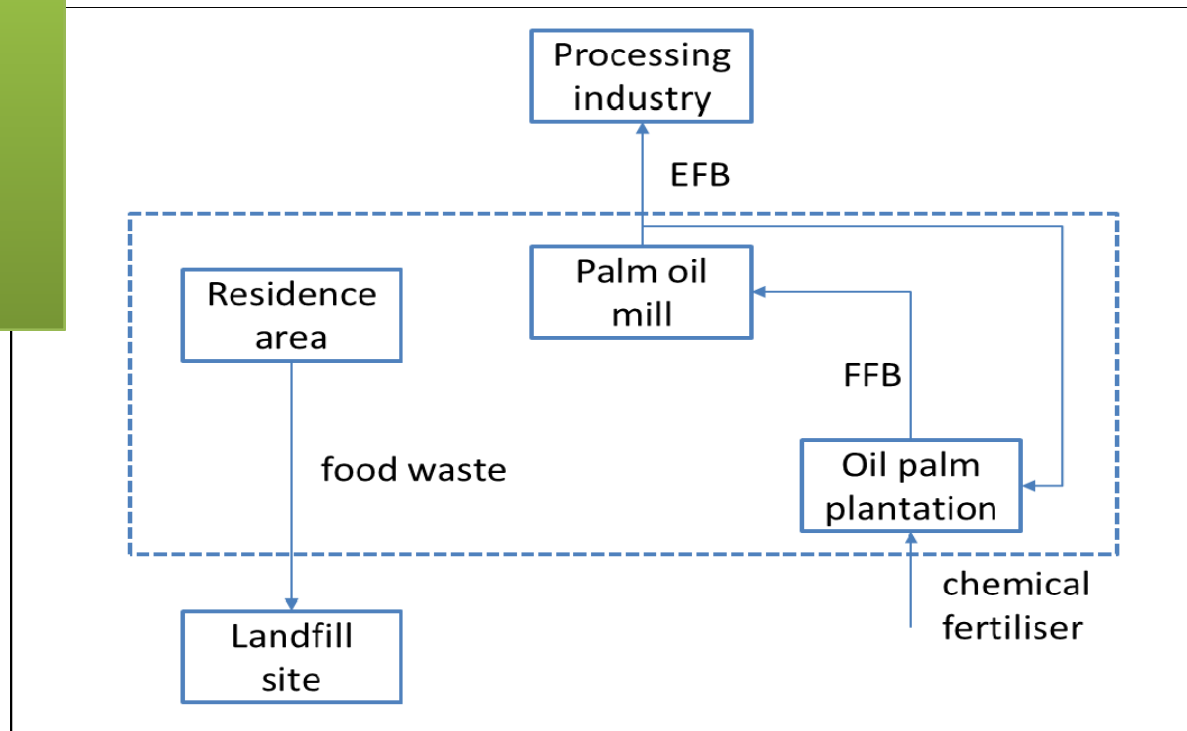 Processing
industry
EFB
Palm oil
mill
Residence
area
FFB
food waste
Oil palm
plantation
chemical
fertiliser
Landfill
site